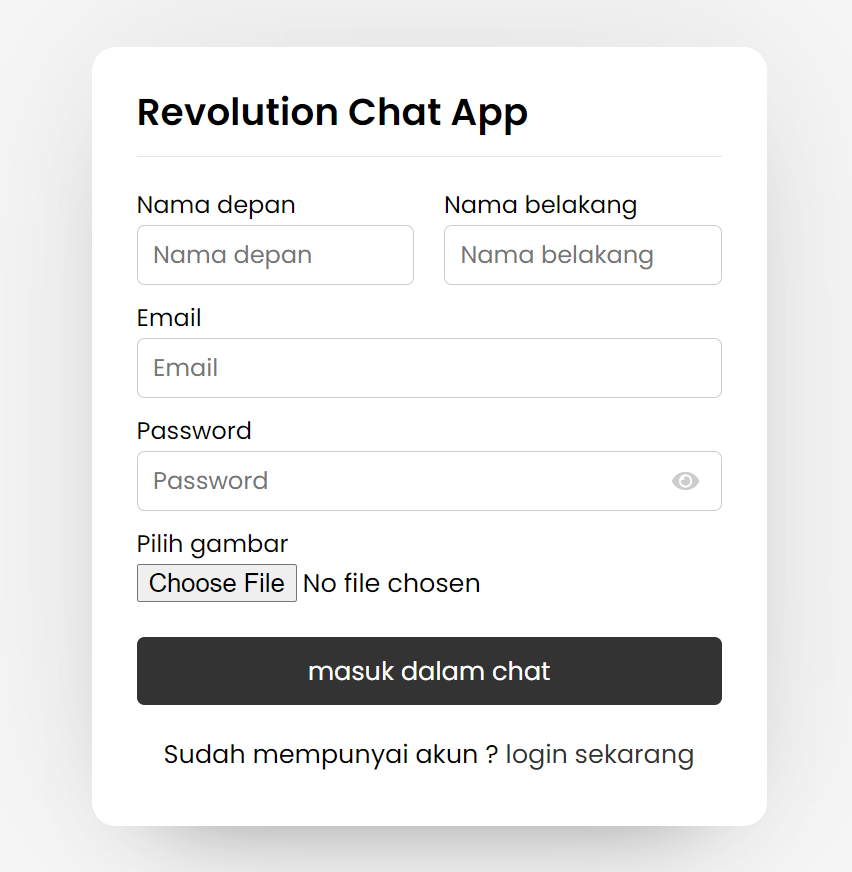 Revolution Chat App
Nama depan Nama belakang
Nama depan Nama belakang
Email
Email
Password
Password
Pilih gambar
Choose File No file chosen
masuk dalam chat
Sudah mempunyai akun ? login sekarang